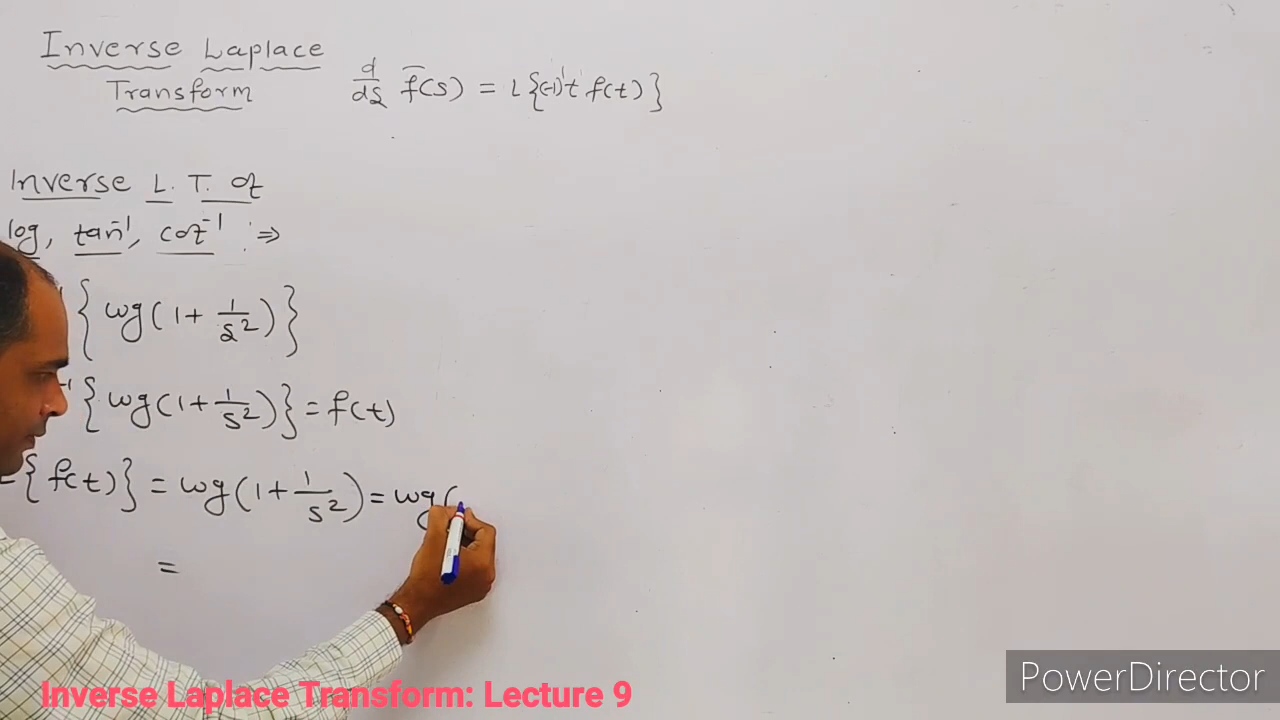 Inverse Laplace
Transform
d/ds f̄(s) = L{(-1)¹t¹ f(t)}
Inverse L. T. of
log, tan⁻¹, cot⁻¹ : ⇒
{log(1+ 1/s²)}
⁻¹{log(1+ 1/s²)} = f(t)
L{f(t)} = log(1+ 1/s²) = log(
=
Inverse Laplace Transform: Lecture 9
PowerDirector